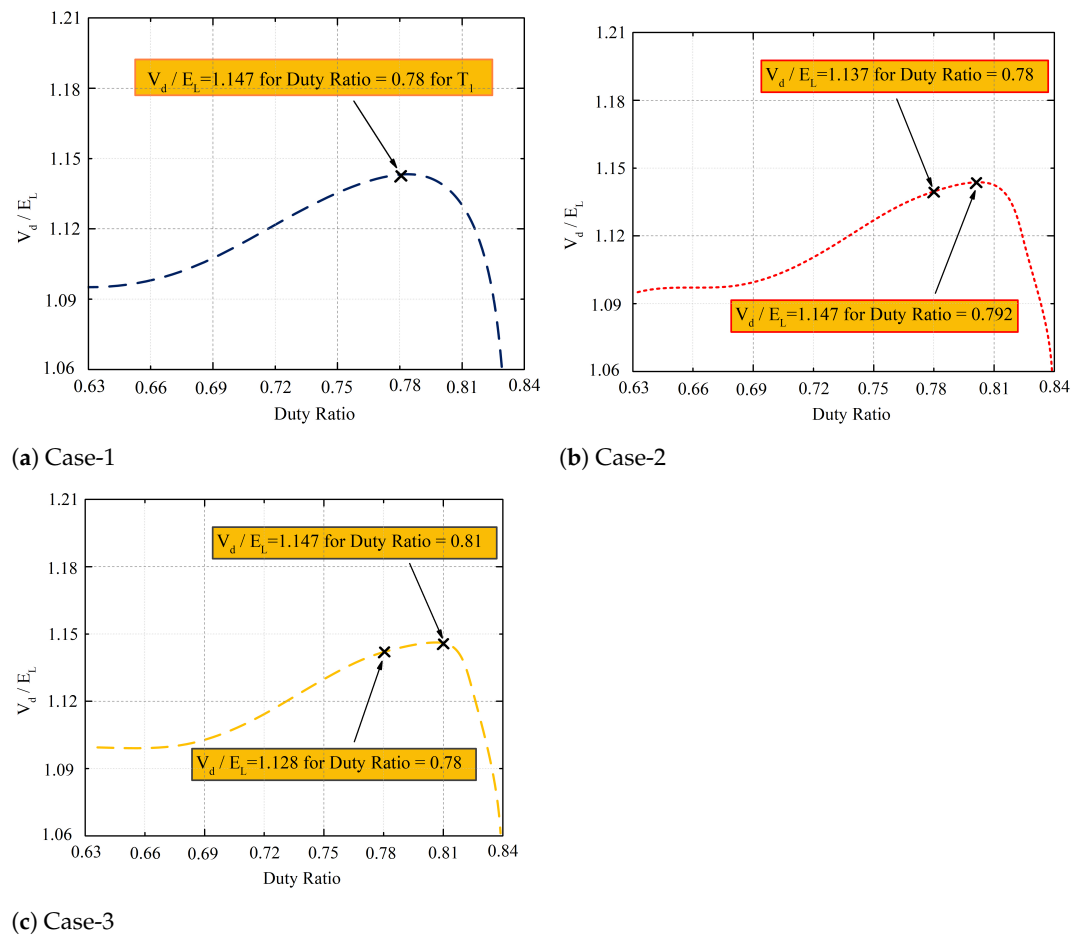 1.21
1.18
1.15
1.12
1.09
1.06
V_d / E_L
V_d / E_L=1.147 for Duty Ratio = 0.78 for T_1
0.63 0.66 0.69 0.72 0.75 0.78 0.81 0.84
Duty Ratio
(a) Case-1
1.21
1.18
1.15
1.12
1.09
1.06
V_d / E_L
V_d / E_L=1.137 for Duty Ratio = 0.78
V_d / E_L=1.147 for Duty Ratio = 0.792
0.63 0.66 0.69 0.72 0.75 0.78 0.81 0.84
Duty Ratio
(b) Case-2
1.21
1.18
1.15
1.12
1.09
1.06
V_d / E_L
V_d / E_L=1.147 for Duty Ratio = 0.81
V_d / E_L=1.128 for Duty Ratio = 0.78
0.63 0.66 0.69 0.72 0.75 0.78 0.81 0.84
Duty Ratio
(c) Case-3